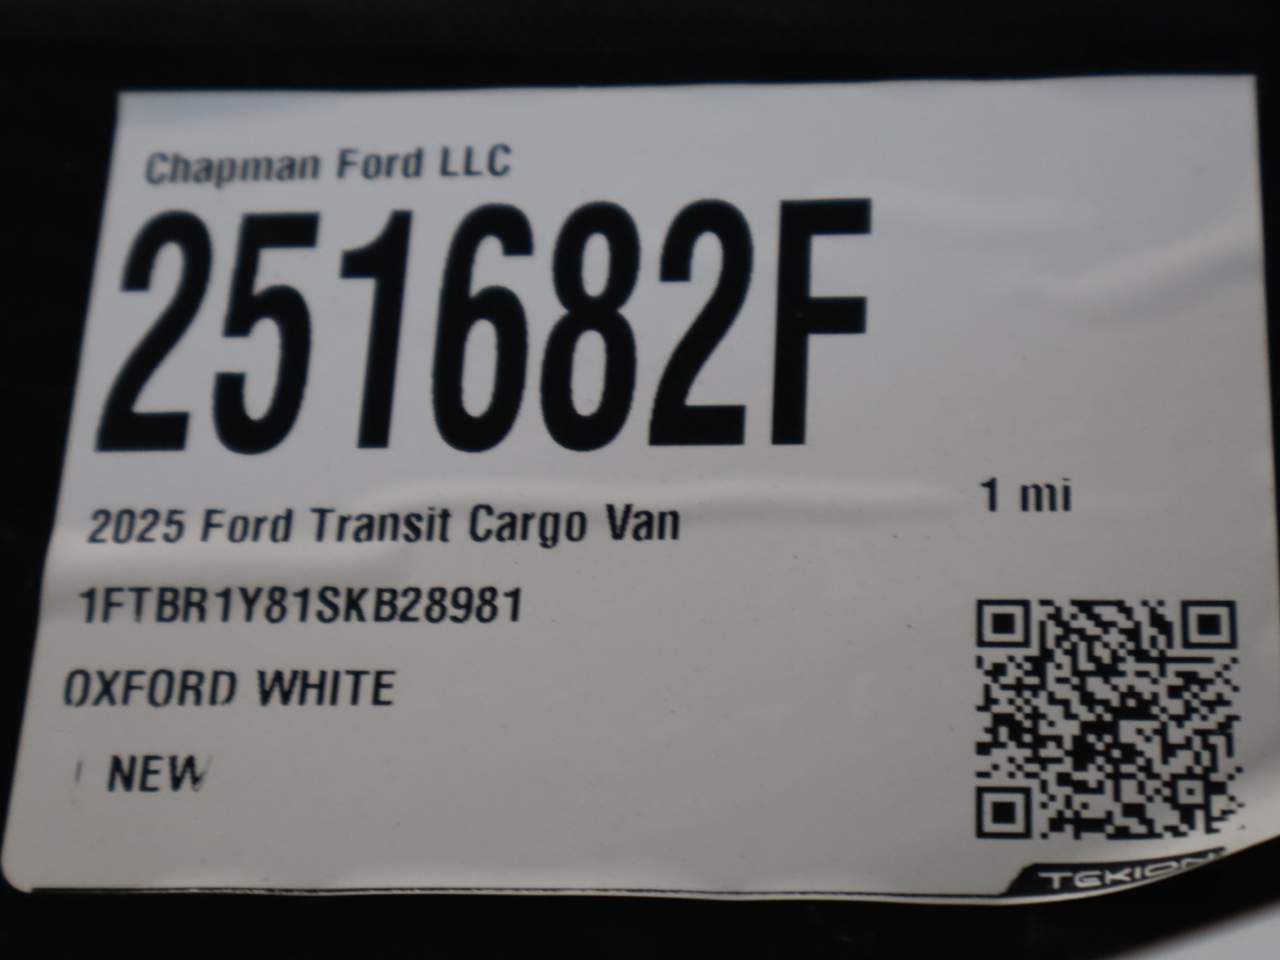 Chapman Ford LLC
251682F
2025 Ford Transit Cargo Van
1 mi
1FTBR1Y81SKB28981
OXFORD WHITE
NEW
TEKION